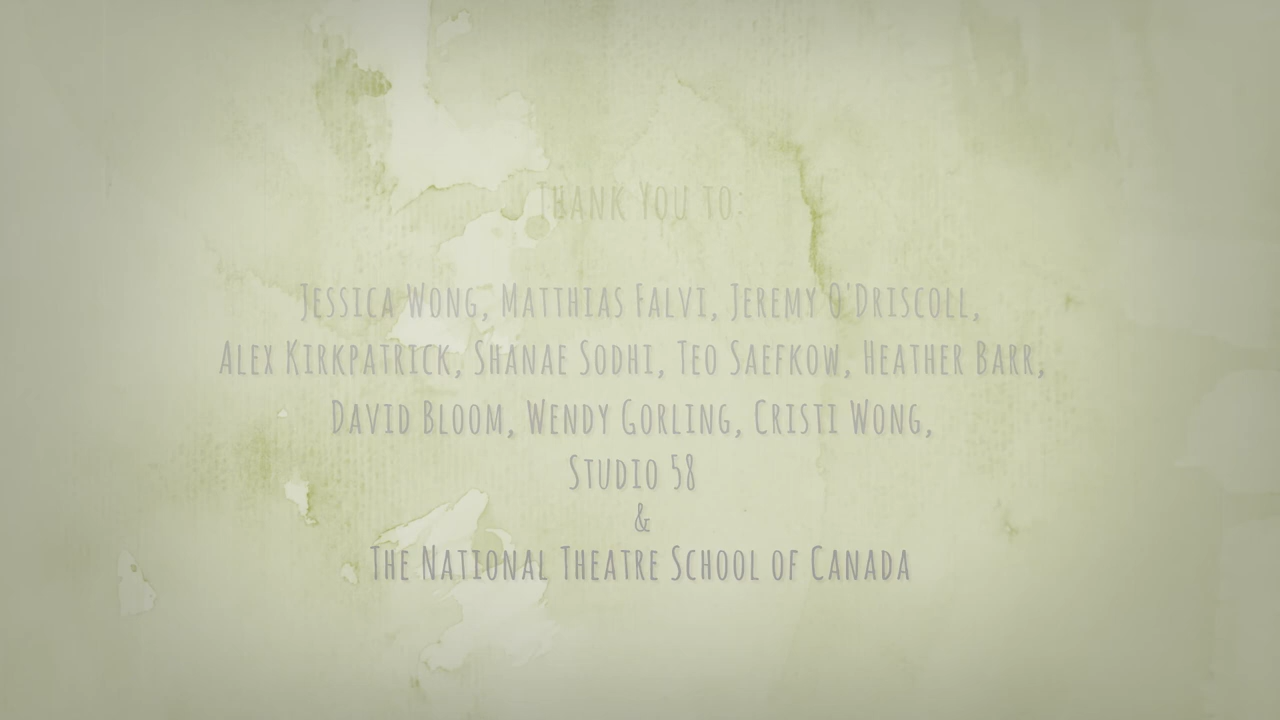 Thank You to:
Jessica Wong, Matthias Falvi, Jeremy O'Driscoll,
Alex Kirkpatrick, Shanae Sodhi, Teo Saefkow, Heather Barr,
David Bloom, Wendy Gorling, Cristi Wong,
Studio 58
&
The National Theatre School of Canada